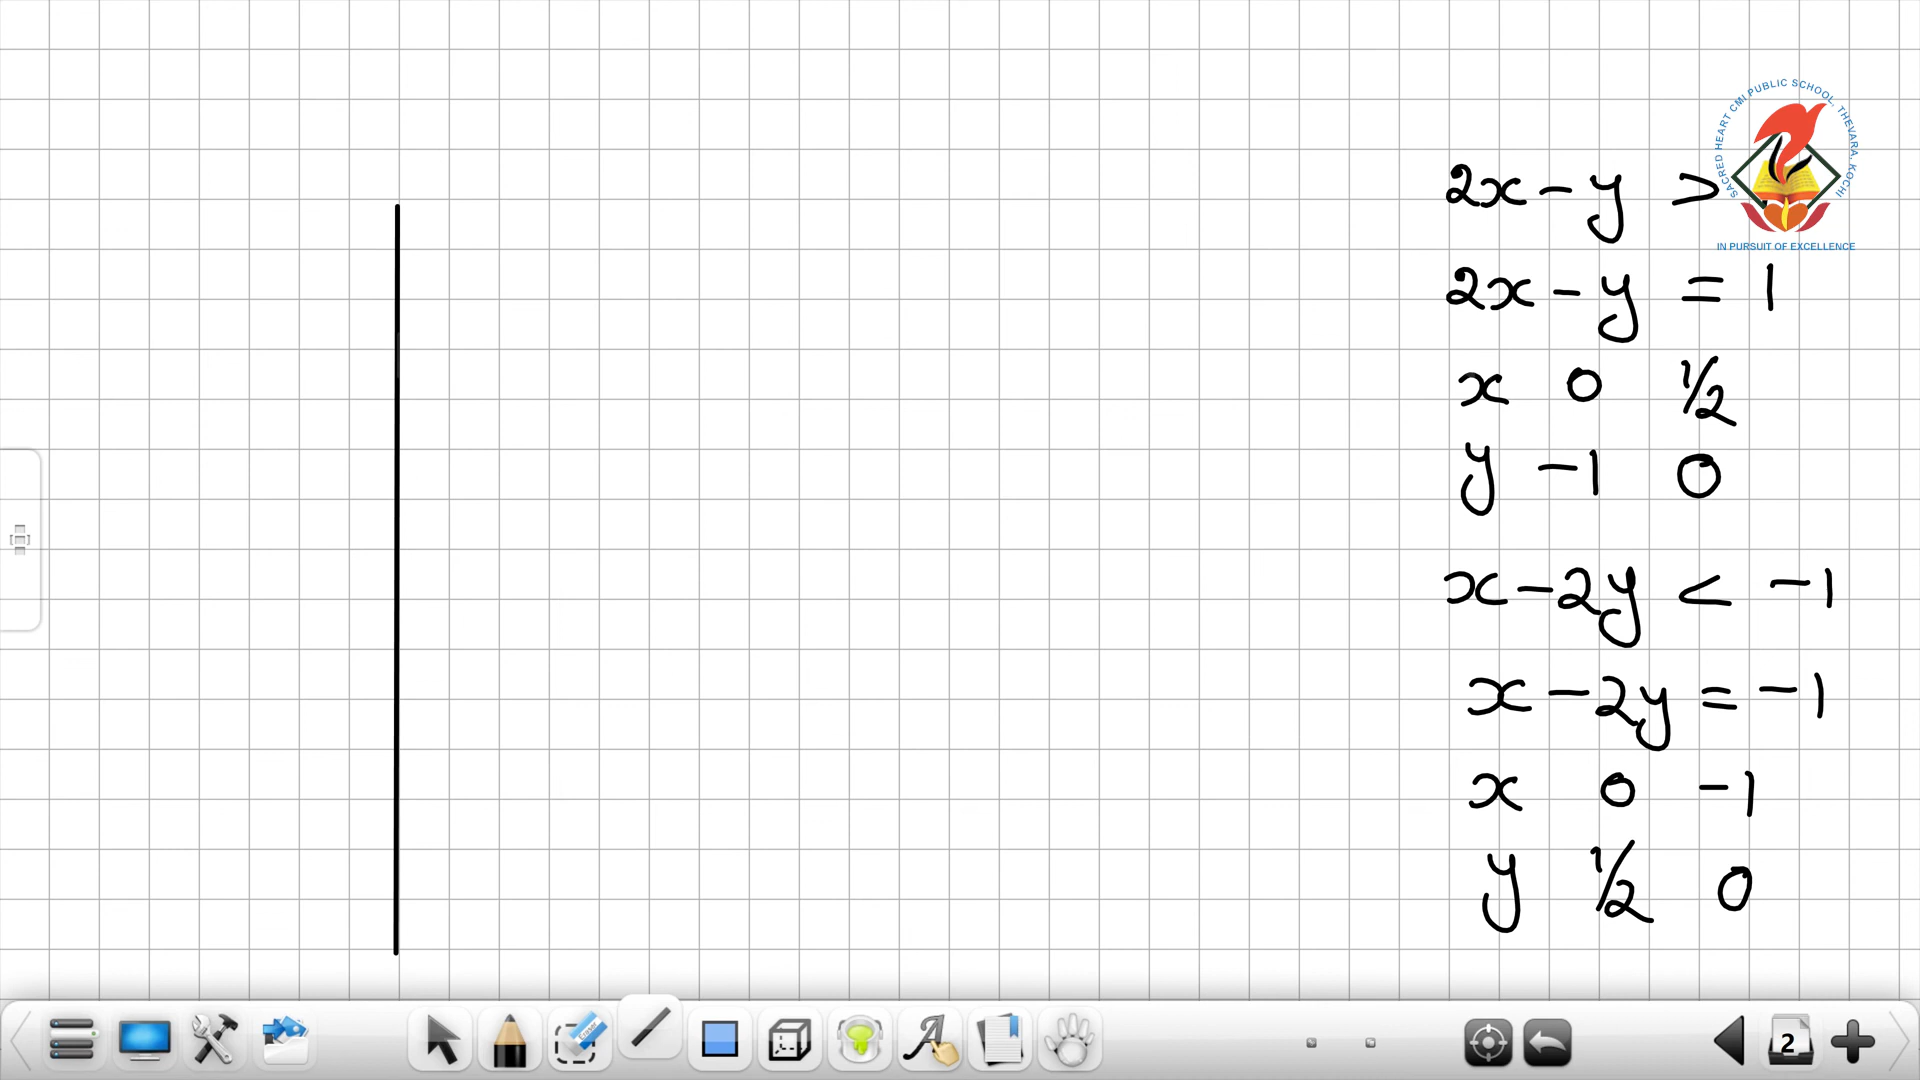 SACRED HEART CMI PUBLIC SCHOOL, THEVARA, KOCHI
IN PURSUIT OF EXCELLENCE
2x - y >
2x - y = 1
x 0 1/2
y -1 0
x - 2y < -1
x - 2y = -1
x 0 -1
y 1/2 0
Eraser
A
2